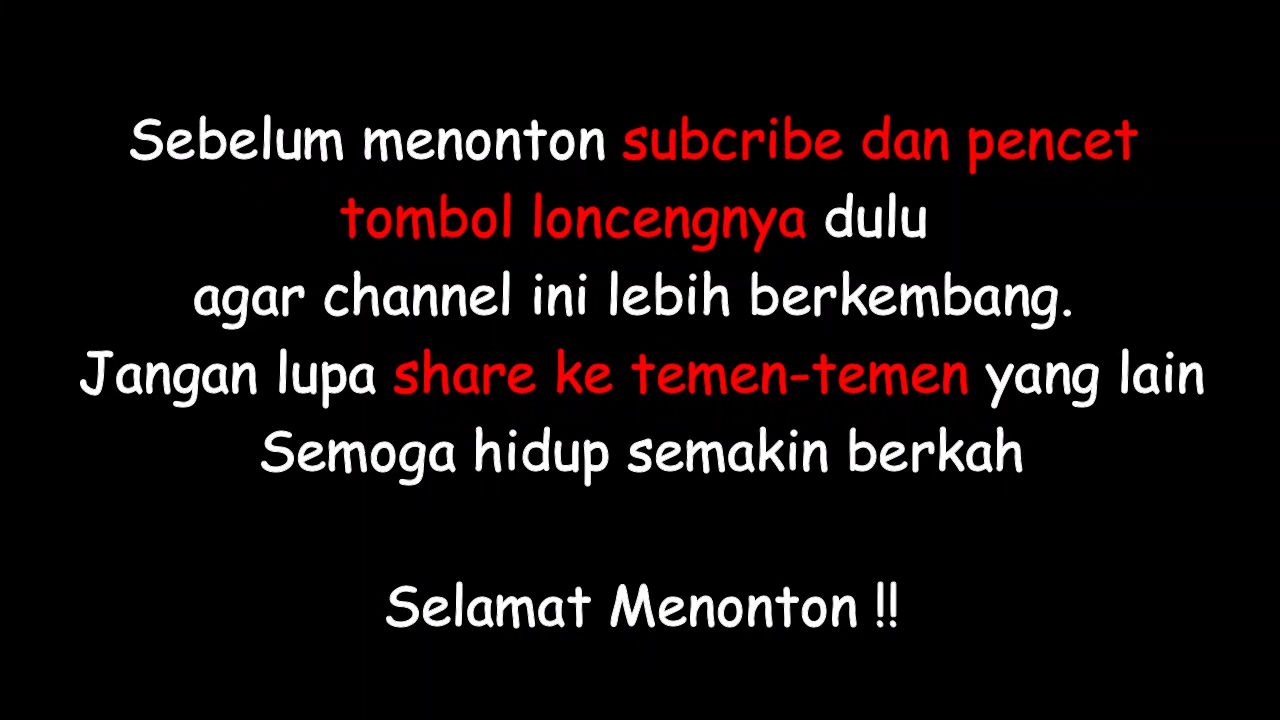 Sebelum menonton subcribe dan pencet
tombol loncengnya dulu
agar channel ini lebih berkembang.
Jangan lupa share ke temen-temen yang lain
Semoga hidup semakin berkah
Selamat Menonton !!